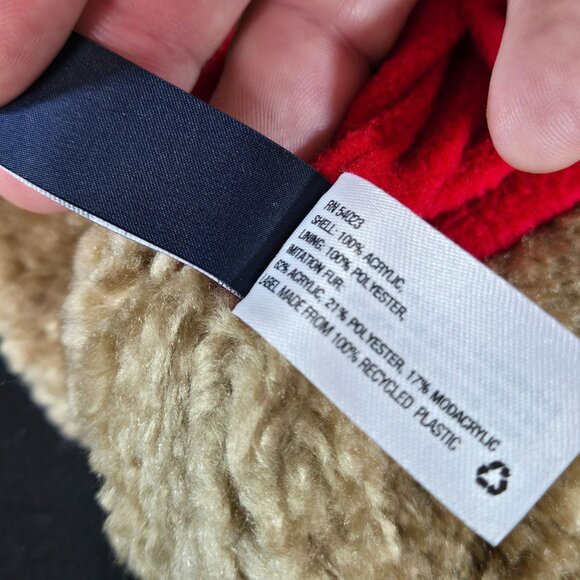 RN 54023
SHELL: 100% ACRYLIC,
LINING: 100% POLYESTER,
IMITATION FUR,
62% ACRYLIC, 21% POLYESTER, 17% MODACRYLIC
LABEL MADE FROM 100% RECYCLED PLASTIC